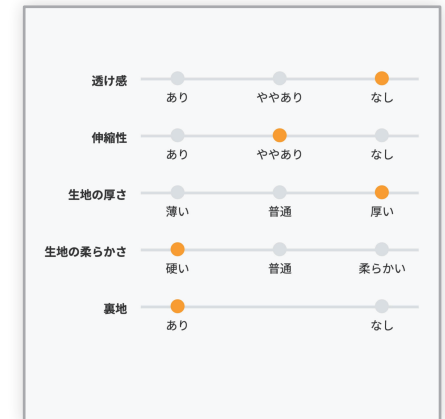 透け感
あり ややあり なし
伸縮性
あり ややあり なし
生地の厚さ
薄い 普通 厚い
生地の柔らかさ
硬い 普通 柔らかい
裏地
あり なし